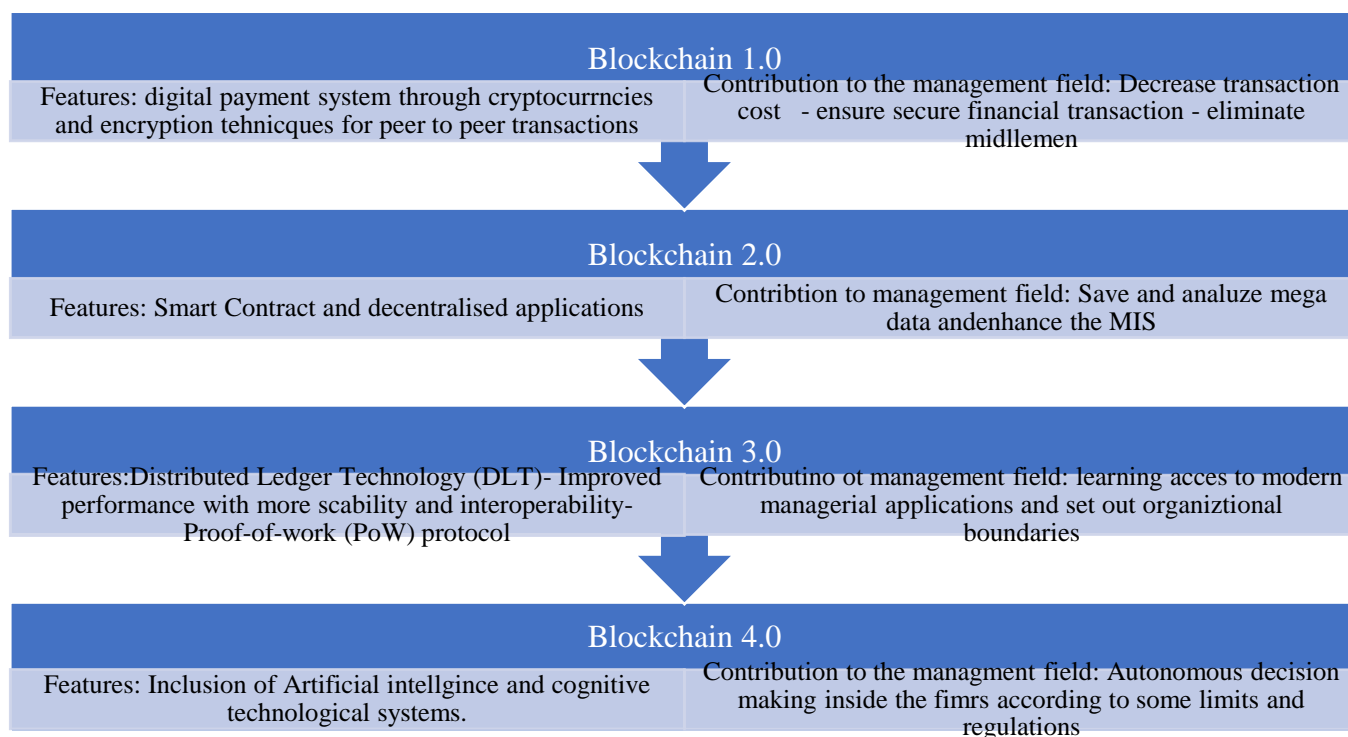 Blockchain 1.0
Features: digital payment system through cryptocurrncies
and encryption tehnicques for peer to peer transactions
Contribution to the management field: Decrease transaction
cost - ensure secure financial transaction - eliminate
midllemen
Blockchain 2.0
Features: Smart Contract and decentralised applications
Contribtion to management field: Save and analuze mega
data andenhance the MIS
Blockchain 3.0
Features:Distributed Ledger Technology (DLT)- Improved
performance with more scability and interoperability-
Proof-of-work (PoW) protocol
Contributino ot management field: learning acces to modern
managerial applications and set out organiztional
boundaries
Blockchain 4.0
Features: Inclusion of Artificial intellgince and cognitive
technological systems.
Contribution to the managment field: Autonomous decision
making inside the fimrs according to some limits and
regulations